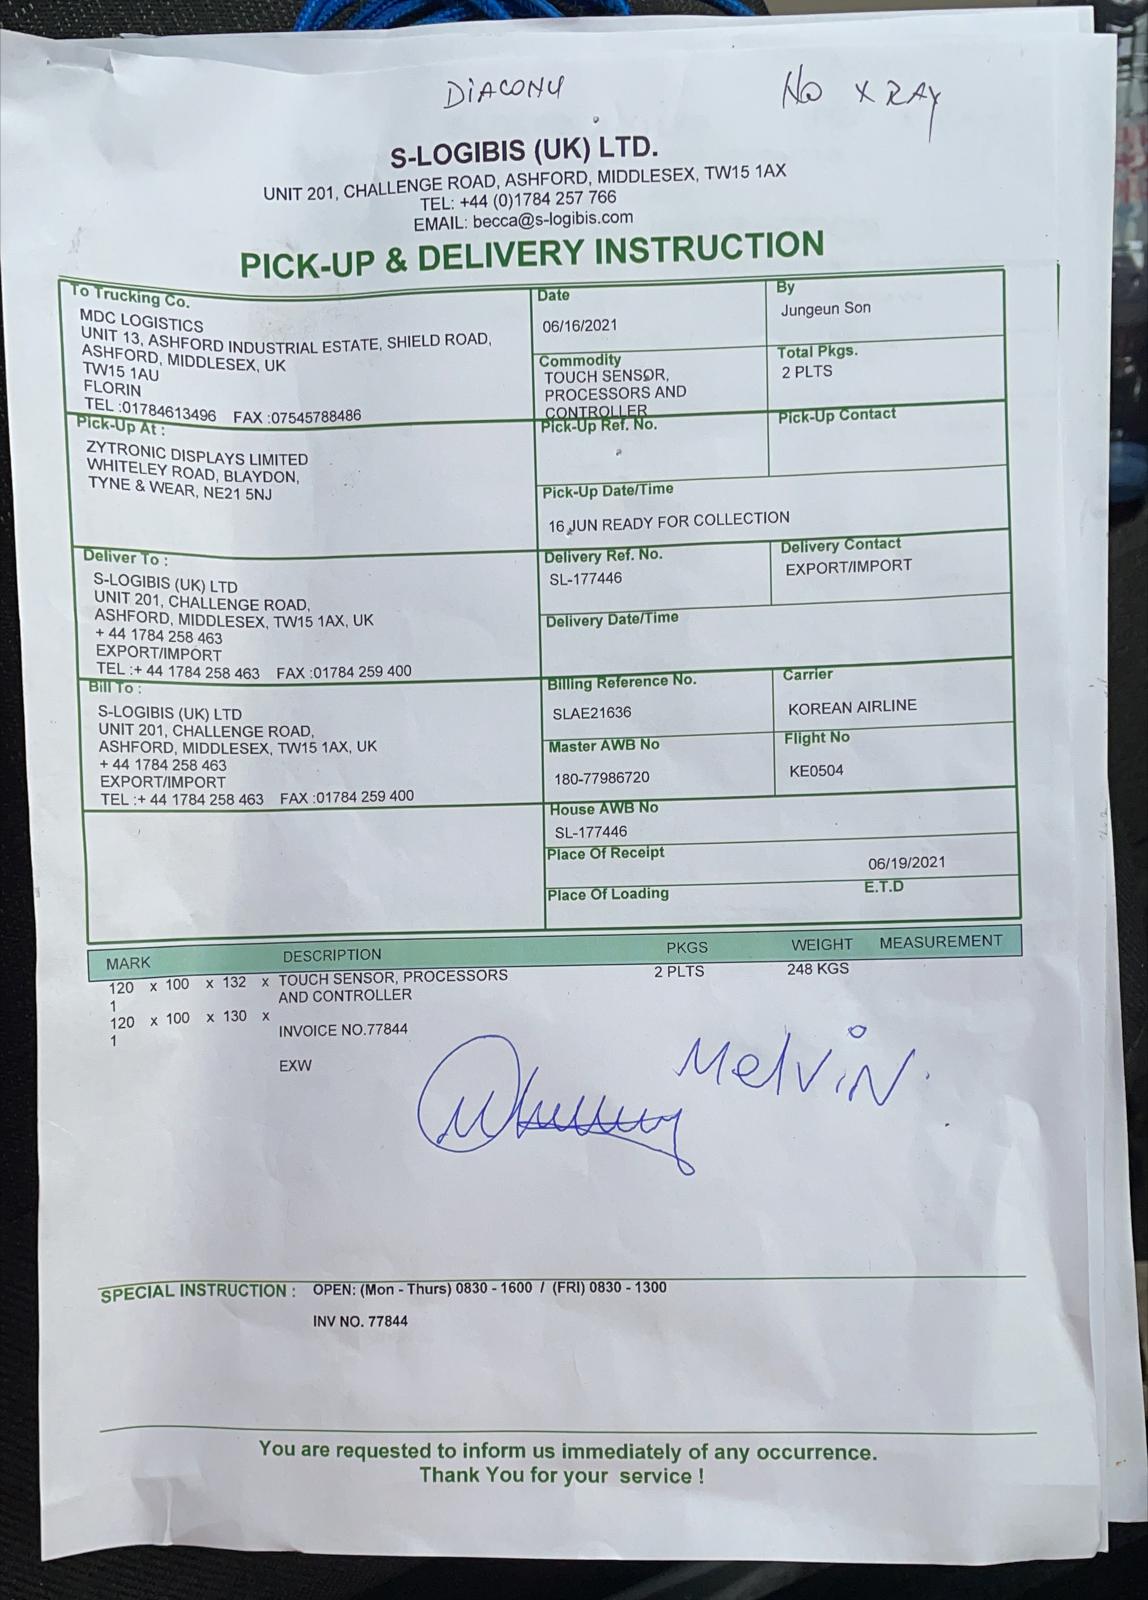 DiACONU
NO X RAY
S-LOGIBIS (UK) LTD.
UNIT 201, CHALLENGE ROAD, ASHFORD, MIDDLESEX, TW15 1AX
TEL: +44 (0)1784 257 766
EMAIL: becca@s-logibis.com
PICK-UP & DELIVERY INSTRUCTION
To Trucking Co.
MDC LOGISTICS
UNIT 13, ASHFORD INDUSTRIAL ESTATE, SHIELD ROAD,
ASHFORD, MIDDLESEX, UK
TW15 1AU
FLORIN
TEL :01784613496 FAX :07545788486
Date
06/16/2021
By
Jungeun Son
Commodity
TOUCH SENSOR,
PROCESSORS AND
CONTROLLER
Total Pkgs.
2 PLTS
Pick-Up At :
ZYTRONIC DISPLAYS LIMITED
WHITELEY ROAD, BLAYDON,
TYNE & WEAR, NE21 5NJ
Pick-Up Ref. No.
Pick-Up Contact
Pick-Up Date/Time
16 JUN READY FOR COLLECTION
Deliver To :
S-LOGIBIS (UK) LTD
UNIT 201, CHALLENGE ROAD,
ASHFORD, MIDDLESEX, TW15 1AX, UK
+ 44 1784 258 463
EXPORT/IMPORT
TEL :+ 44 1784 258 463 FAX :01784 259 400
Delivery Ref. No.
SL-177446
Delivery Contact
EXPORT/IMPORT
Delivery Date/Time
Bill To :
S-LOGIBIS (UK) LTD
UNIT 201, CHALLENGE ROAD,
ASHFORD, MIDDLESEX, TW15 1AX, UK
+ 44 1784 258 463
EXPORT/IMPORT
TEL :+ 44 1784 258 463 FAX :01784 259 400
Billing Reference No.
SLAE21636
Carrier
KOREAN AIRLINE
Master AWB No
180-77986720
Flight No
KE0504
House AWB No
SL-177446
Place Of Receipt
06/19/2021
Place Of Loading
E.T.D
MARK DESCRIPTION PKGS WEIGHT MEASUREMENT
120 x 100 x 132 x TOUCH SENSOR, PROCESSORS 2 PLTS 248 KGS
1 AND CONTROLLER
120 x 100 x 130 x
1 INVOICE NO.77844
EXW
MelviN
SPECIAL INSTRUCTION : OPEN: (Mon - Thurs) 0830 - 1600 / (FRI) 0830 - 1300
INV NO. 77844
You are requested to inform us immediately of any occurrence.
Thank You for your service !